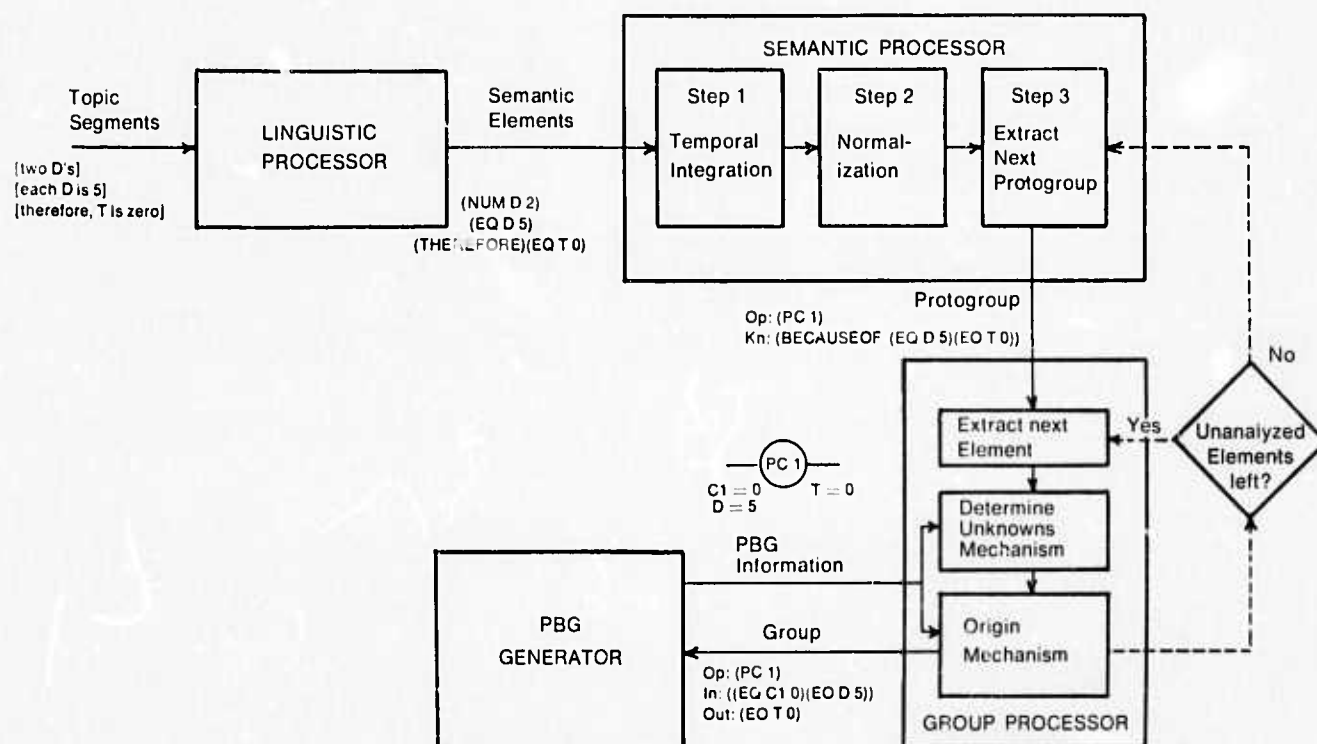 SEMANTIC PROCESSOR
Topic
Segments
[two D's]
[each D is 5]
[therefore, T is zero]
LINGUISTIC
PROCESSOR
Semantic
Elements
(NUM D 2)
(EQ D 5)
(THEREFORE)(EQ T 0)
Step 1
Temporal
Integration
Step 2
Normal-
ization
Step 3
Extract
Next
Protogroup
Protogroup
Op: (PC 1)
Kn: (BECAUSEOF (EQ D 5)(EO T 0))
No
Unanalyzed
Elements
left?
Yes
Extract next
Element
Determine
Unknowns
Mechanism
Origin
Mechanism
GROUP PROCESSOR
PC 1
C1 = 0
T = 0
D = 5
PBG
Information
PBG
GENERATOR
Group
Op: (PC 1)
In: ((EQ C1 0)(EO D 5))
Out: (EO T 0)